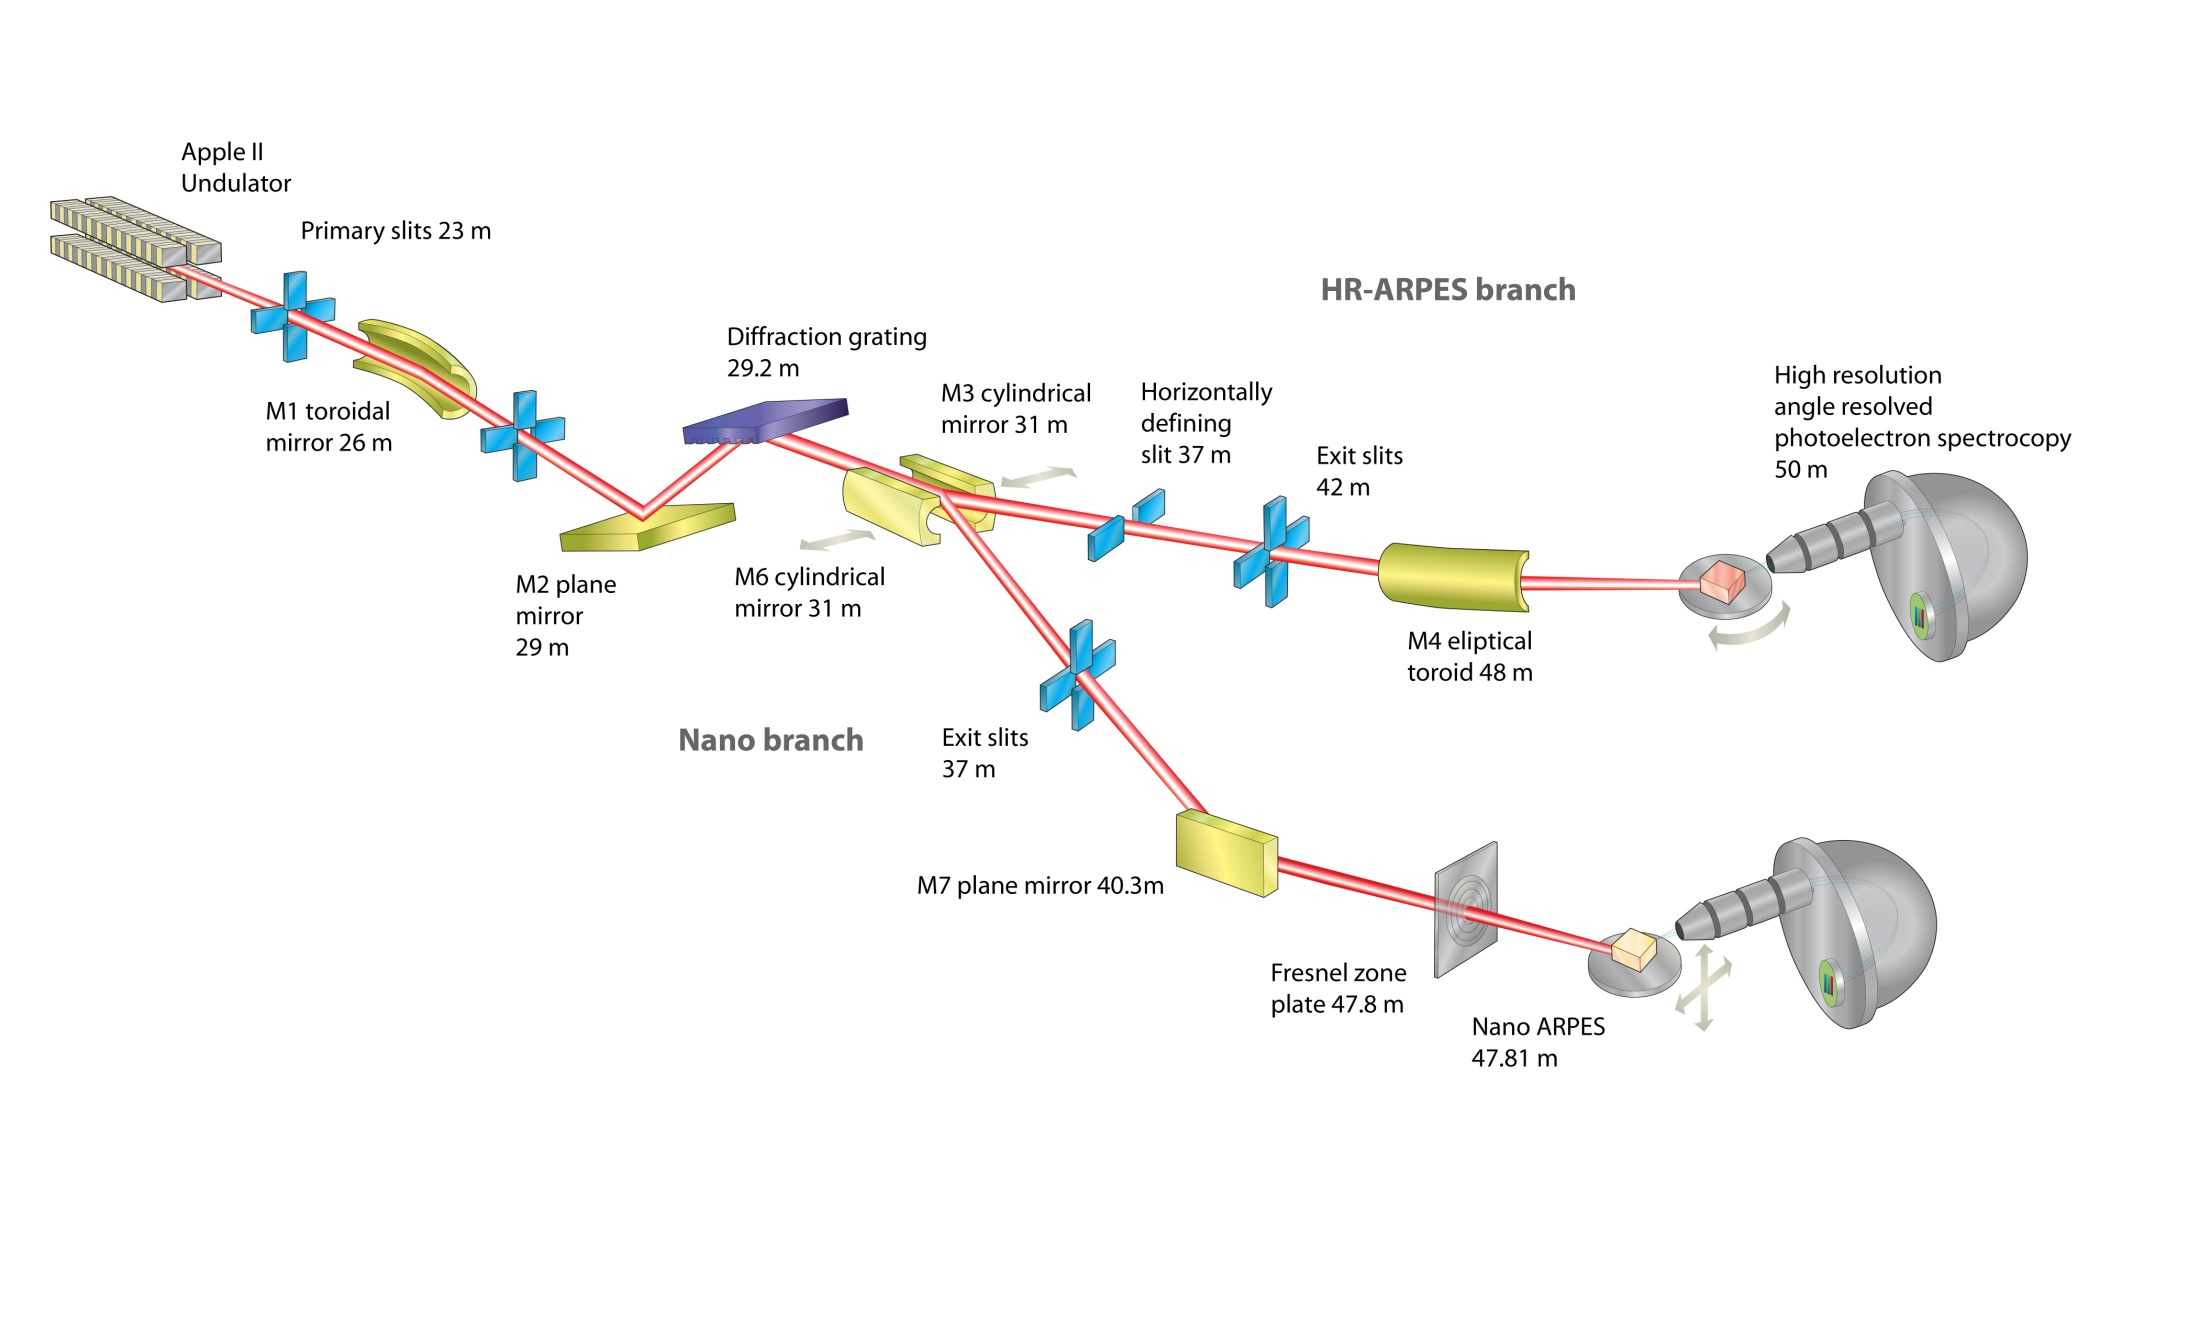 Apple II
Undulator
Primary slits 23 m
HR-ARPES branch
Diffraction grating
29.2 m
M3 cylindrical
mirror 31 m
Horizontally
defining
slit 37 m
High resolution
angle resolved
photoelectron spectrocopy
50 m
M1 toroidal
mirror 26 m
Exit slits
42 m
M2 plane
mirror
29 m
M6 cylindrical
mirror 31 m
M4 eliptical
toroid 48 m
Nano branch
Exit slits
37 m
M7 plane mirror 40.3m
Fresnel zone
plate 47.8 m
Nano ARPES
47.81 m